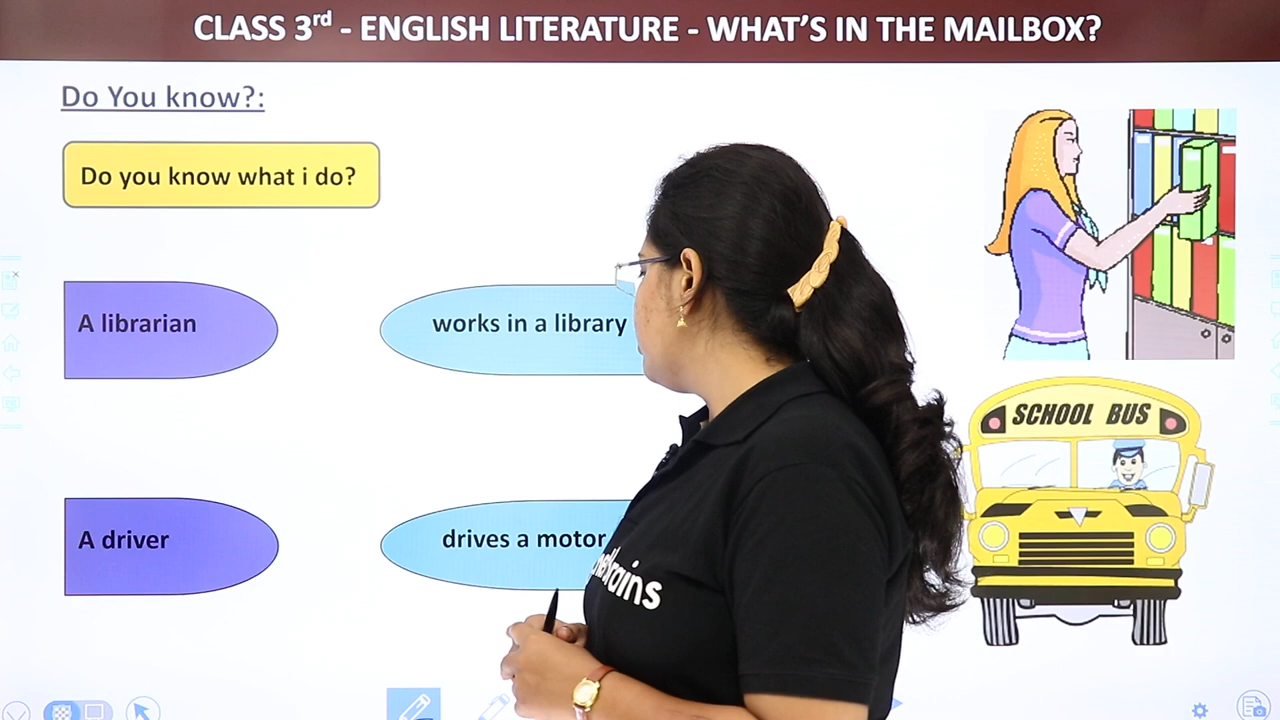 CLASS 3rd - ENGLISH LITERATURE - WHAT'S IN THE MAILBOX?
Do You know?:
Do you know what i do?
A librarian
works in a library
SCHOOL BUS
A driver
drives a motor